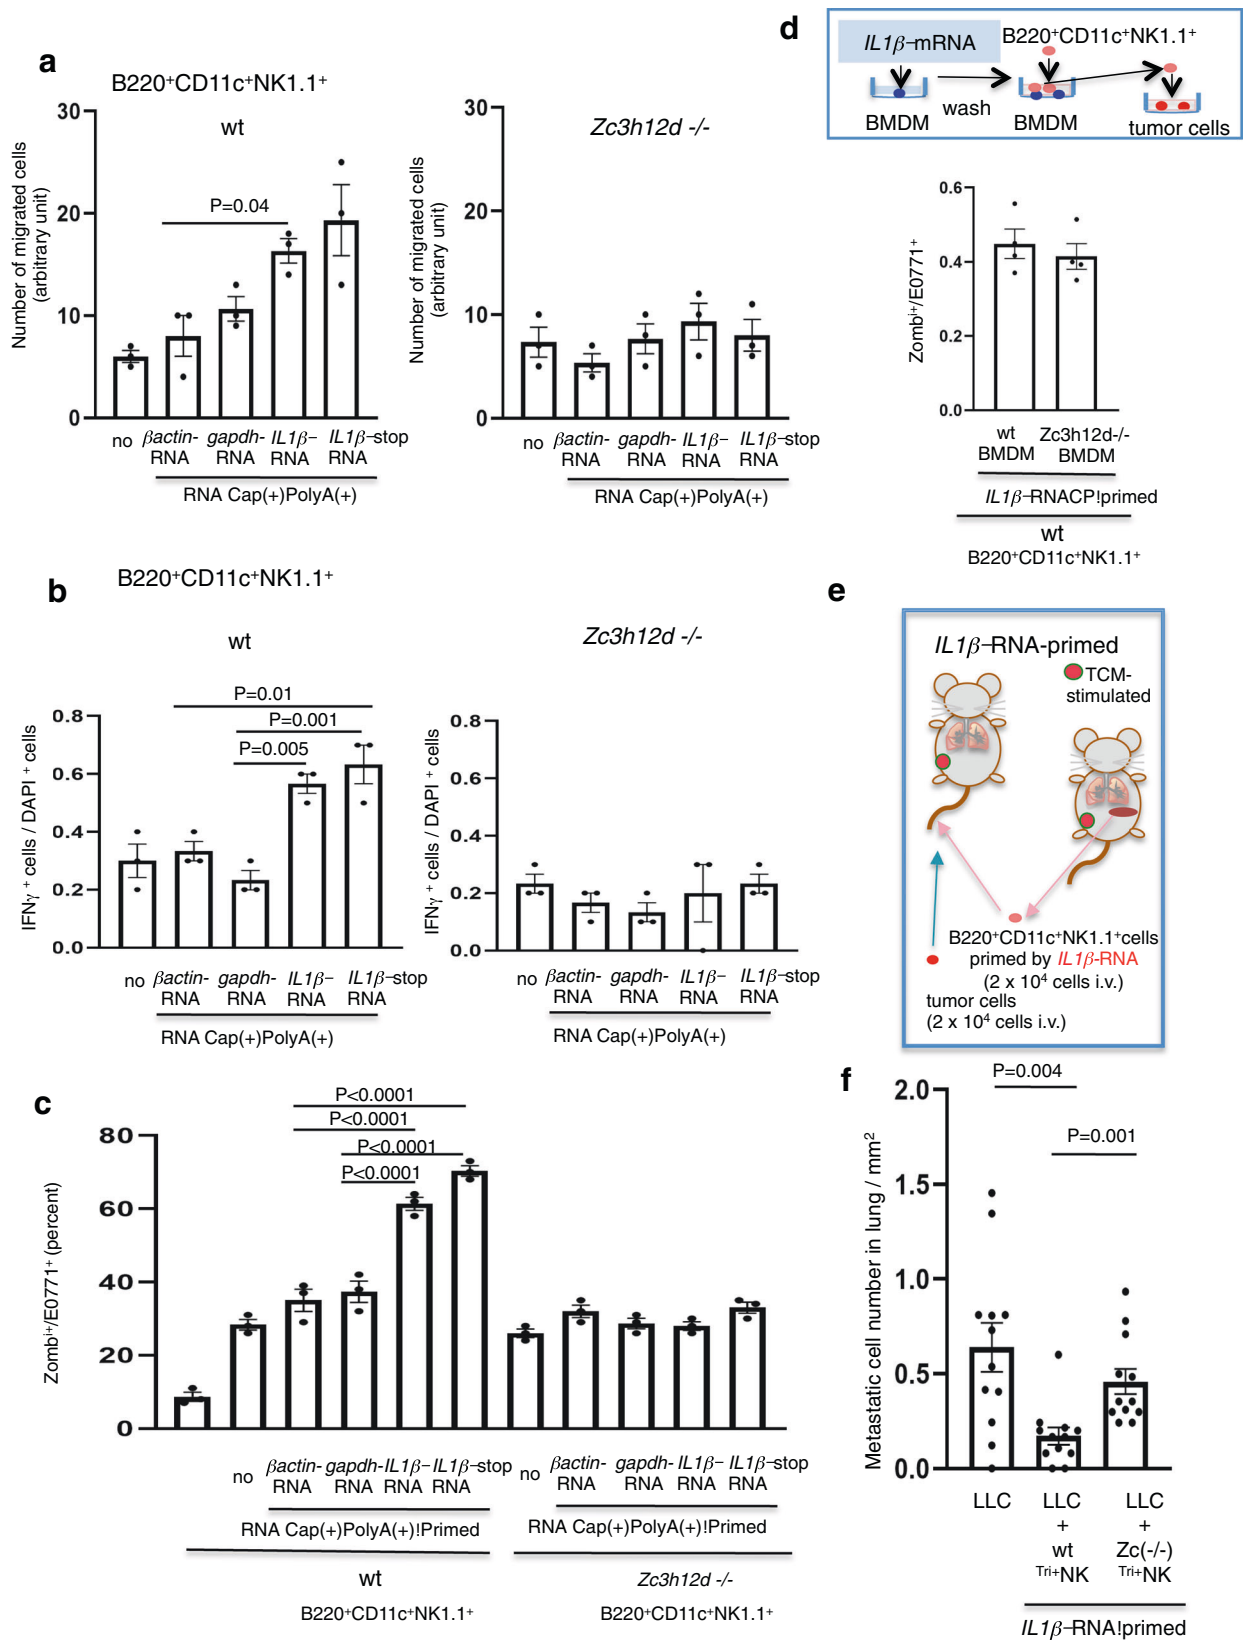 a
B220+CD11c+NK1.1+
wt
Number of migrated cells
(arbitrary unit)
30
20
10
0
P=0.04
no βactin-RNA gapdh-RNA IL1β–RNA IL1β–stop RNA
RNA Cap(+)PolyA(+)
Zc3h12d -/-
Number of migrated cells
(arbitrary unit)
30
20
10
0
no βactin-RNA gapdh-RNA IL1β–RNA IL1β–stop RNA
RNA Cap(+)PolyA(+)
d
IL1β–mRNA
B220+CD11c+NK1.1+
wash
BMDM
BMDM
tumor cells
Zombi+/E0771+
0.6
0.4
0.2
0.0
wt BMDM
Zc3h12d-/- BMDM
IL1β–RNACP!primed
wt
B220+CD11c+NK1.1+
b
B220+CD11c+NK1.1+
wt
IFNγ + cells / DAPI + cells
0.8
0.6
0.4
0.2
0.0
P=0.01
P=0.001
P=0.005
no βactin-RNA gapdh-RNA IL1β–RNA IL1β–stop RNA
RNA Cap(+)PolyA(+)
Zc3h12d -/-
IFNγ + cells / DAPI + cells
0.8
0.6
0.4
0.2
0.0
no βactin-RNA gapdh-RNA IL1β–RNA IL1β–stop RNA
RNA Cap(+)PolyA(+)
e
IL1β–RNA-primed
TCM-
stimulated
B220+CD11c+NK1.1+cells
primed by IL1β-RNA
(2 x 10⁴ cells i.v.)
tumor cells
(2 x 10⁴ cells i.v.)
c
Zombi+/E0771+ (percent)
80
60
40
20
0
P<0.0001
P<0.0001
P<0.0001
P<0.0001
no βactin-RNA gapdh-RNA IL1β–RNA IL1β–stop RNA
RNA Cap(+)PolyA(+)!Primed
wt
B220+CD11c+NK1.1+
no βactin-RNA gapdh-RNA IL1β–RNA IL1β–stop RNA
RNA Cap(+)PolyA(+)!Primed
Zc3h12d -/-
B220+CD11c+NK1.1+
f
Metastatic cell number in lung / mm²
2.0
1.5
1.0
0.5
0.0
P=0.004
P=0.001
LLC
LLC
+
wt
Tri+NK
LLC
+
Zc(-/-)
Tri+NK
IL1β–RNA!primed